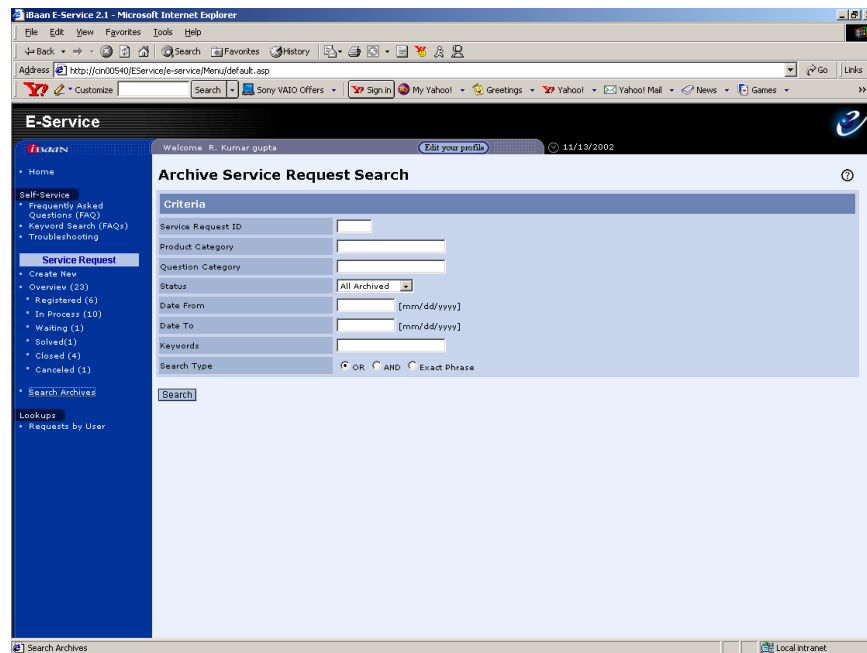 iBaan E-Service 2.1 - Microsoft Internet Explorer
File Edit View Favorites Tools Help
Back Search Favorites History
Address http://cin00540/EService/e-service/Menu/default.asp Go Links
Y? Customize Search Sony VAIO Offers Y? Sign in My Yahoo! Greetings Yahoo! Yahoo! Mail News Games »
E-Service
iBaan Welcome R. Kumar gupta Edit your profile 11/13/2002
Home
Self-Service
Frequently Asked
Questions (FAQ)
Keyword Search (FAQs)
Troubleshooting
Service Request
Create New
Overview (23)
Registered (6)
In Process (10)
Waiting (1)
Solved(1)
Closed (4)
Canceled (1)
Search Archives
Lookups
Requests by User
Archive Service Request Search
Criteria
Service Request ID
Product Category
Question Category
Status All Archived
Date From [mm/dd/yyyy]
Date To [mm/dd/yyyy]
Keywords
Search Type OR AND Exact Phrase
Search
Search Archives Local intranet